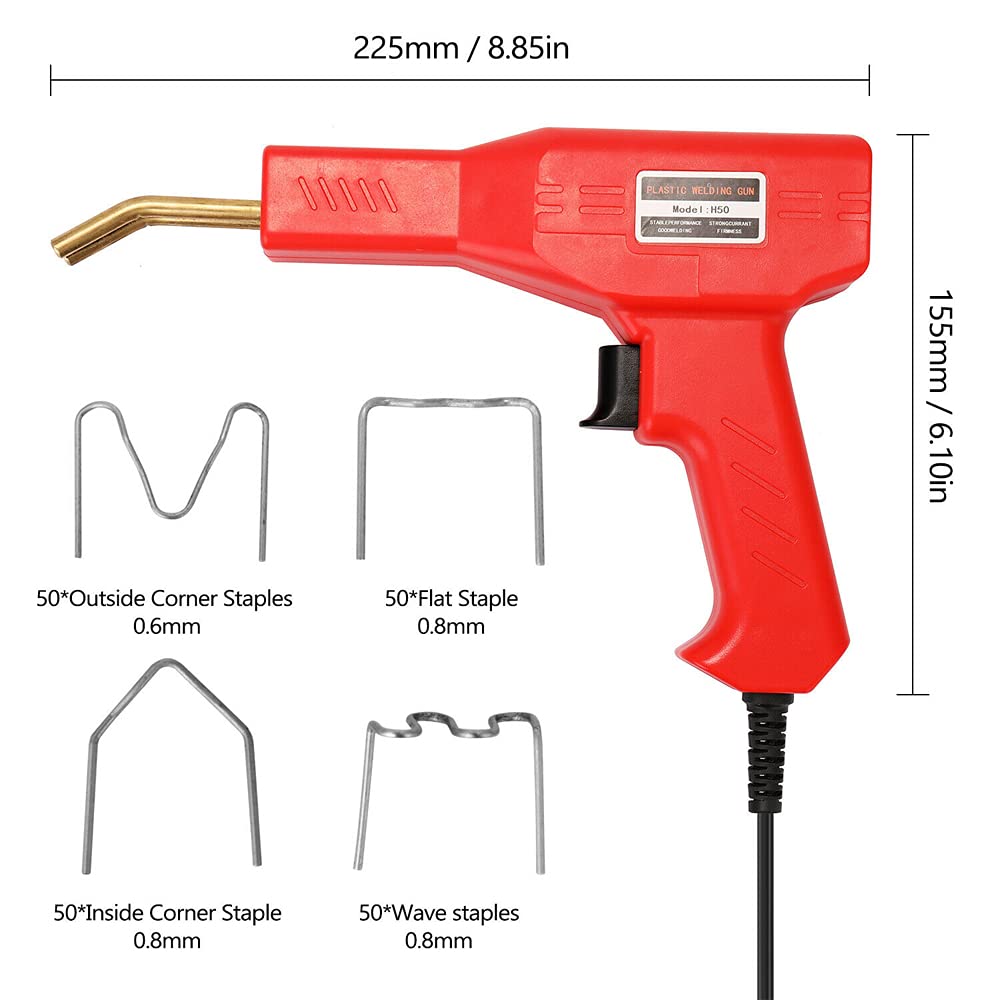 225mm / 8.85in
PLASTIC WELDING GUN
Model:H50
STABLEPERFORMANCE STRONGCURRANT
GOODWELDING FIRMNESS
155mm / 6.10in
50*Outside Corner Staples
0.6mm
50*Flat Staple
0.8mm
50*Inside Corner Staple
0.8mm
50*Wave staples
0.8mm